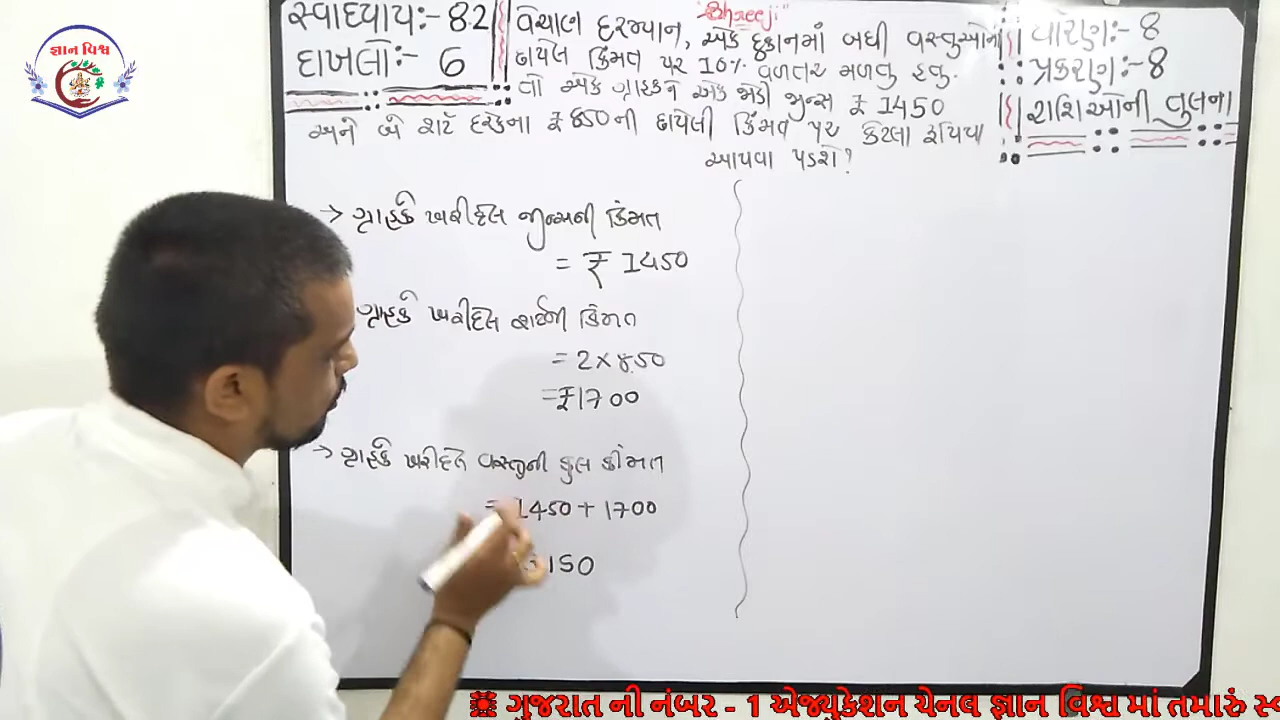 જ્ઞાન વિશ્વ
સ્વાધ્યાયઃ- 8.2
દાખલોઃ- 6
"Shreeji"
વેચાણ દરમ્યાન, એક દુકાનમાં બધી વસ્તુઓની
છાપેલ કિંમત પર 10% વળતર મળતુ હતુ.
તો એક ગ્રાહકને એક જોડી જીન્સ ₹ 1450
અને બે શર્ટ દરેકના ₹ 850 ની છાપેલી કિંમત પર કેટલા રૂપિયા
આપવા પડશે?
ધોરણઃ- 8
પ્રકરણઃ- 8
રાશિઓની તુલના
→ ગ્રાહકે ખરીદેલ જીન્સની કિંમત
= ₹ 1450
ગ્રાહકે ખરીદેલ શર્ટની કિંમત
= 2 × 850
= ₹1700
→ ગ્રાહકે ખરીદેલ વસ્તુની કુલ કીંમત
= 1450 + 1700
150
⁕ ગુજરાત ની નંબર - 1 એજ્યુકેશન ચેનલ જ્ઞાન વિશ્વ માં તમારું સ્